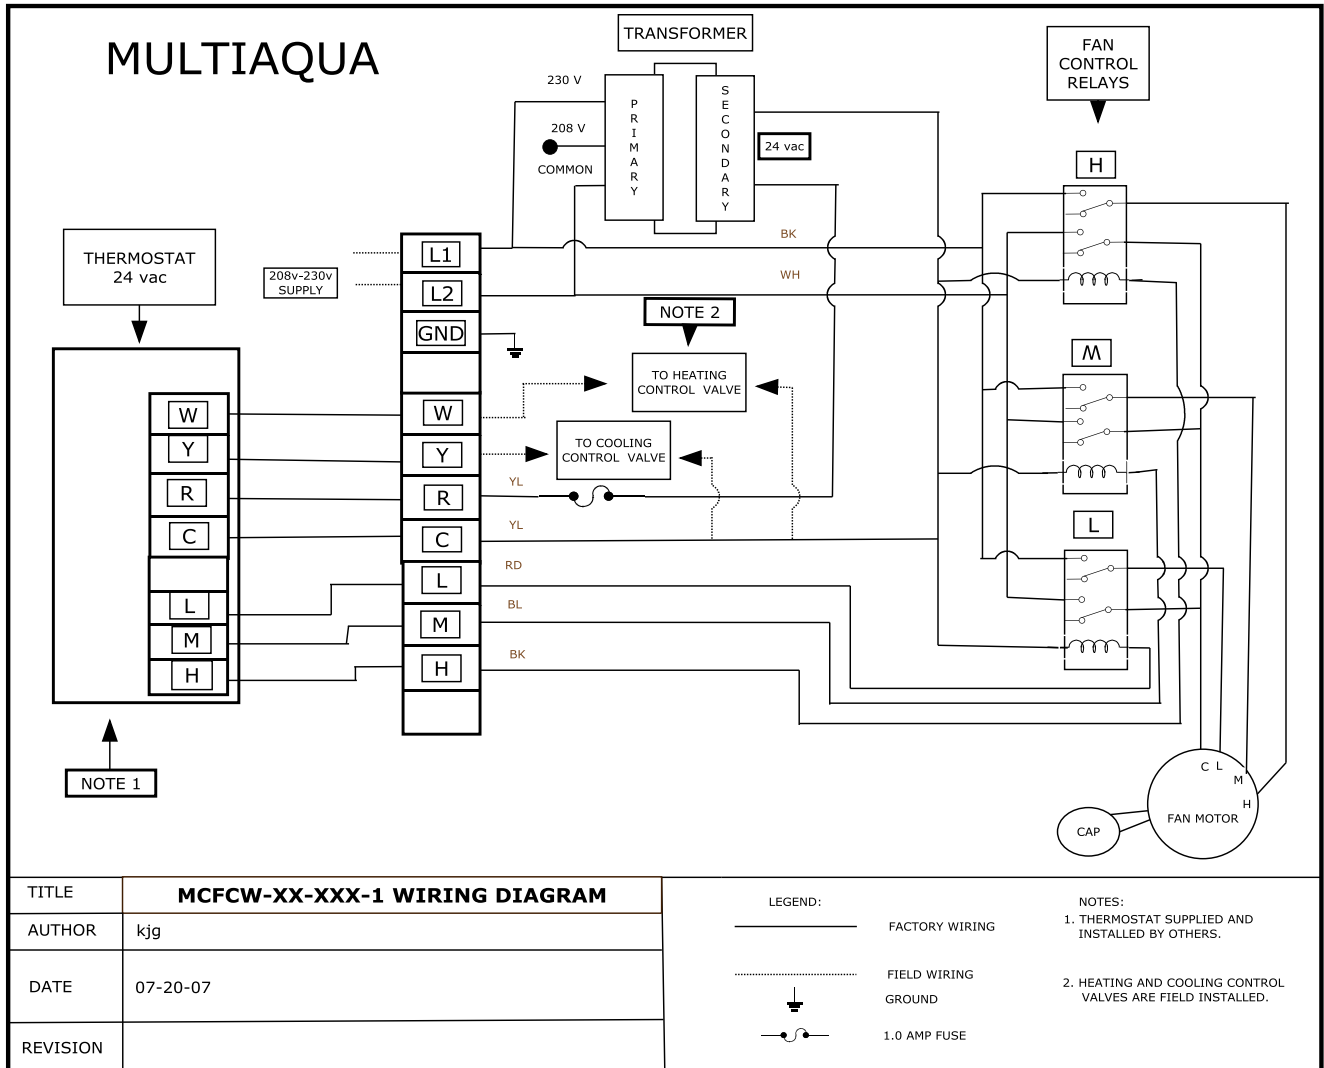 MULTIAQUA
TRANSFORMER
FAN
CONTROL
RELAYS
230 V
208 V
COMMON
PRIMARY
SECONDARY
24 vac
H
BK
WH
THERMOSTAT
24 vac
208v-230v
SUPPLY
L1
L2
GND
NOTE 2
TO HEATING
CONTROL VALVE
TO COOLING
CONTROL VALVE
M
L
W
Y
R
C
L
M
H
W
Y
R
C
L
M
H
YL
YL
RD
BL
BK
NOTE 1
C L
M
H
FAN MOTOR
CAP
TITLE
MCFCW-XX-XXX-1 WIRING DIAGRAM
AUTHOR
kjg
DATE
07-20-07
REVISION
LEGEND:
FACTORY WIRING
FIELD WIRING
GROUND
1.0 AMP FUSE
NOTES:
1. THERMOSTAT SUPPLIED AND
INSTALLED BY OTHERS.
2. HEATING AND COOLING CONTROL
VALVES ARE FIELD INSTALLED.